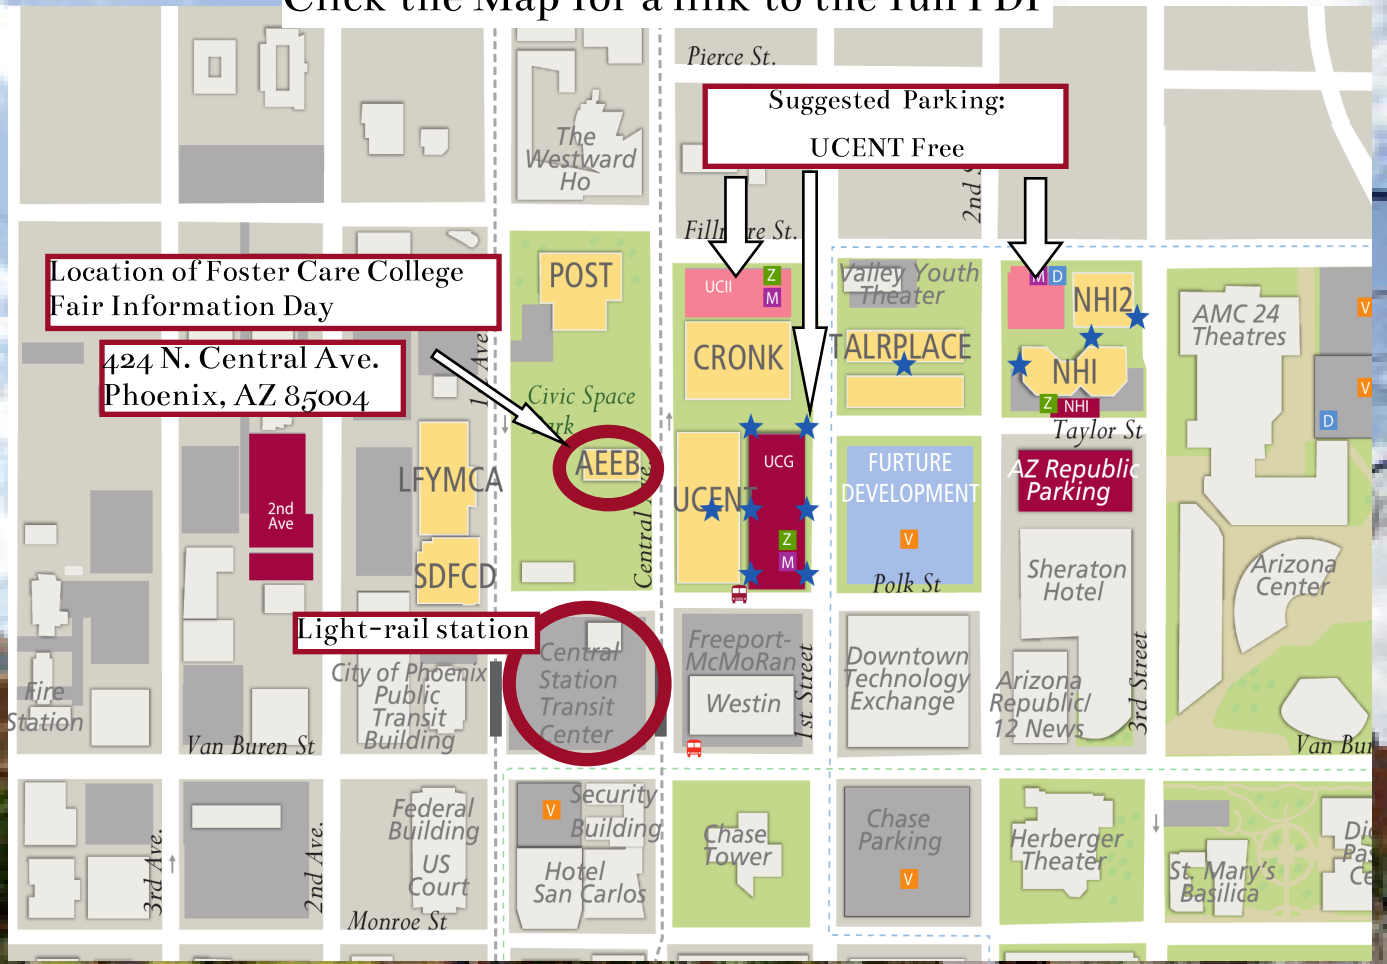 Click the Map for a link to the full PDF
Pierce St.
Suggested Parking:
UCENT Free
The
Westward
Ho
2nd S
Fillmore St.
Location of Foster Care College
Fair Information Day
POST
UCII
Z
M
Valley Youth
Theater
M
D
NHI2
AMC 24
Theatres
V
424 N. Central Ave.
Phoenix, AZ 85004
1
Ave
CRONK
TALRPLACE
NHI
Z
NHI
V
D
Civic Space
ark
Taylor St
LFYMCA
AEEB
UCG
FURTURE
DEVELOPMENT
AZ Republic
Parking
2nd
Ave
UCENT
Central Ave.
V
Z
M
SDFCD
Polk St
Sheraton
Hotel
Arizona
Center
Light-rail station
Central
Station
Transit
Center
Freeport-
McMoRan
Westin
1st Street
Downtown
Technology
Exchange
Arizona
Republic/
12 News
3rd Street
City of Phoenix
Public
Transit
Building
Fire
Station
Van Buren St
Van Bur
Federal
Building
US
Court
V
Security
Building
Hotel
San Carlos
Chase
Tower
Chase
Parking
V
Herberger
Theater
St. Mary's
Basilica
Dio
Pas
Ce
3rd Ave.
2nd Ave.
Monroe St